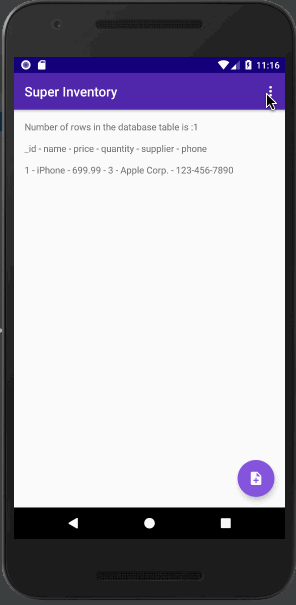 11:16
Super Inventory
Number of rows in the database table is :1
_id - name - price - quantity - supplier - phone
1 - iPhone - 699.99 - 3 - Apple Corp. - 123-456-7890